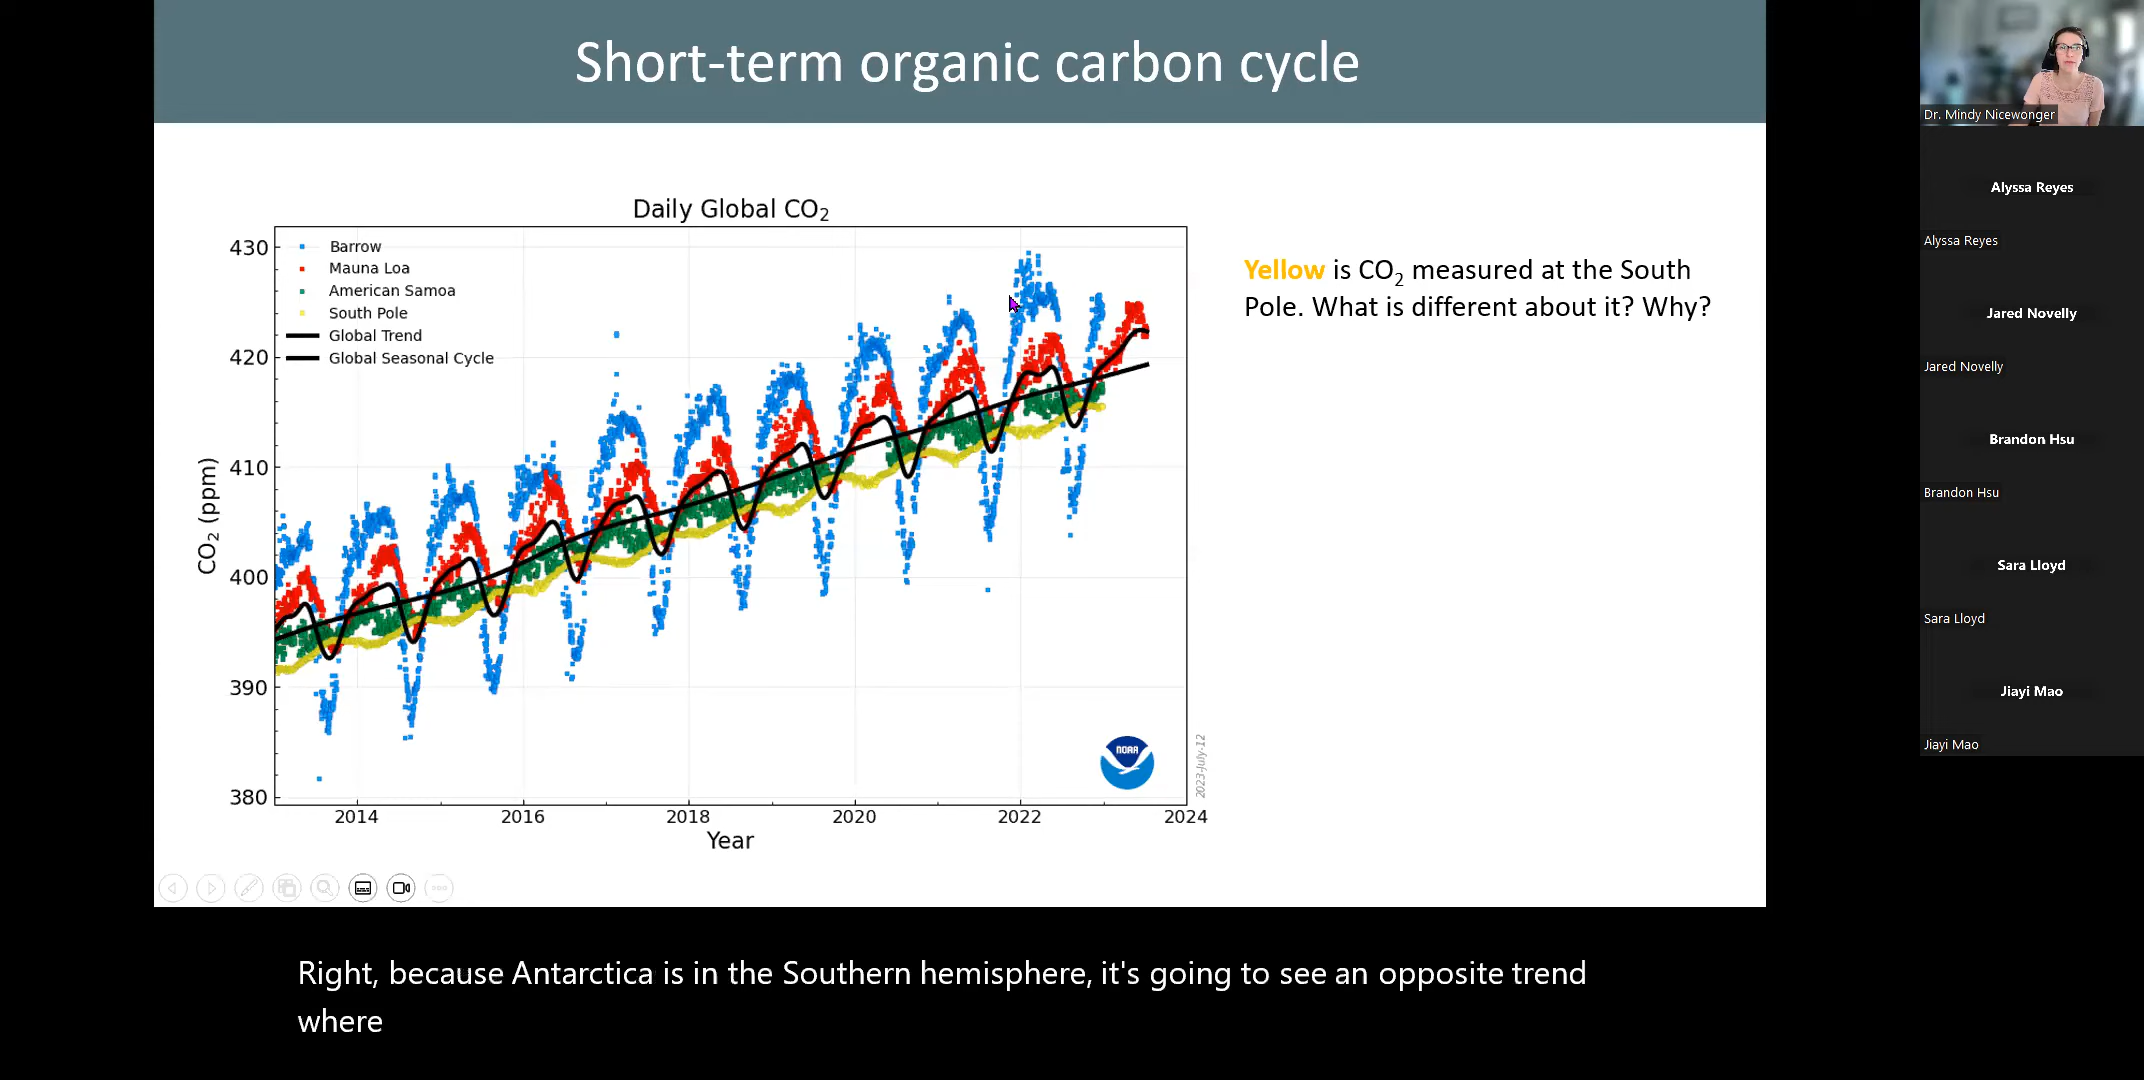 Short-term organic carbon cycle
Daily Global CO₂
430
420
410
400
390
380
CO₂ (ppm)
Barrow
Mauna Loa
American Samoa
South Pole
Global Trend
Global Seasonal Cycle
NOAA
2023-July-12
2014
2016
2018
2020
2022
2024
Year
Yellow is CO₂ measured at the South
Pole. What is different about it? Why?
Right, because Antarctica is in the Southern hemisphere, it's going to see an opposite trend
where
Dr. Mindy Nicewonger
Alyssa Reyes
Alyssa Reyes
Jared Novelly
Jared Novelly
Brandon Hsu
Brandon Hsu
Sara Lloyd
Sara Lloyd
Jiayi Mao
Jiayi Mao